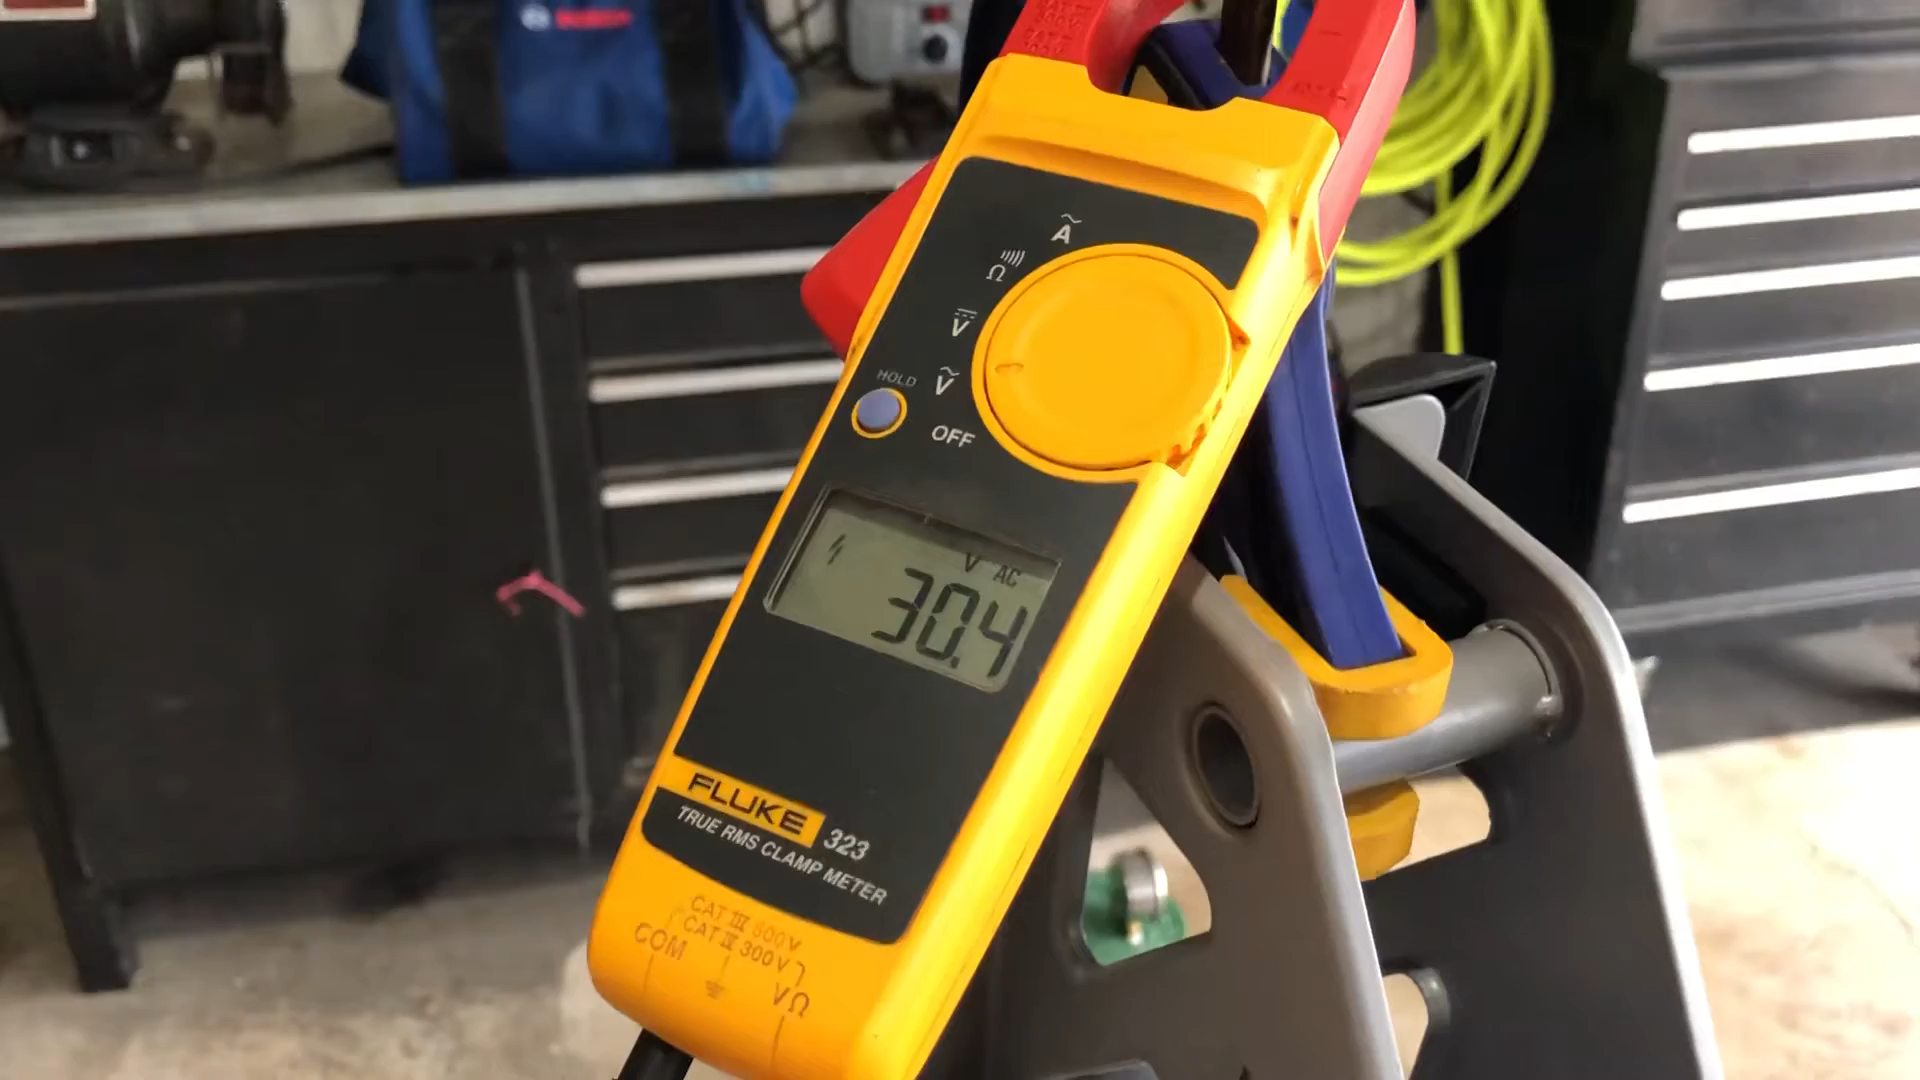 BOSCH
A
Ω
V
HOLD
V
OFF
V AC
30.4
FLUKE 323
TRUE RMS CLAMP METER
CAT III 600V
CAT IV 300V
COM
VΩ